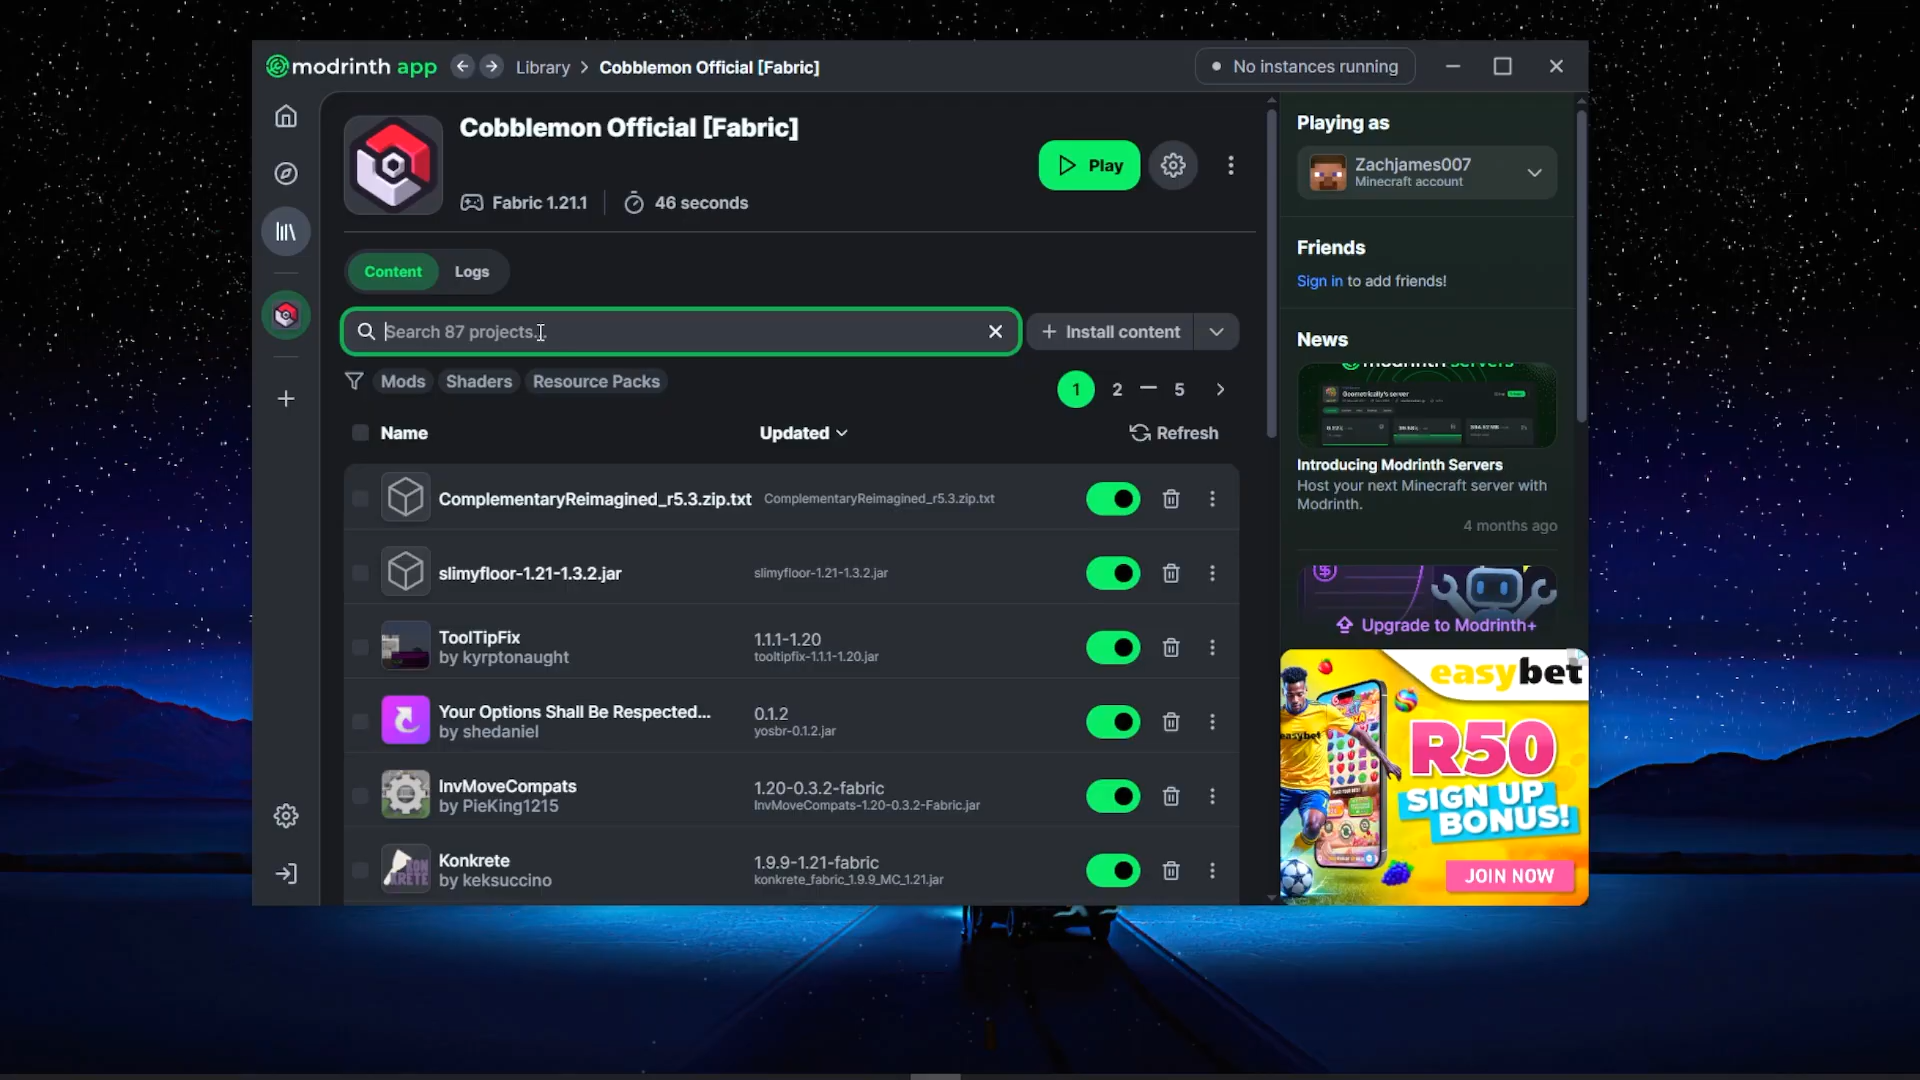 modrinth app
Library > Cobblemon Official [Fabric]
No instances running
Cobblemon Official [Fabric]
Fabric 1.21.1
46 seconds
Play
Content
Logs
Search 87 projects...
Install content
Mods
Shaders
Resource Packs
1
2
5
Name
Updated
Refresh
ComplementaryReimagined_r5.3.zip.txt
ComplementaryReimagined_r5.3.zip.txt
slimyfloor-1.21-1.3.2.jar
slimyfloor-1.21-1.3.2.jar
ToolTipFix
by kyrptonaught
1.1.1-1.20
tooltipfix-1.1.1-1.20.jar
Your Options Shall Be Respected...
by shedaniel
0.1.2
yosbr-0.1.2.jar
InvMoveCompats
by PieKing1215
1.20-0.3.2-fabric
InvMoveCompats-1.20-0.3.2-Fabric.jar
Konkrete
by keksuccino
1.9.9-1.21-fabric
konkrete_fabric_1.9.9_MC_1.21.jar
Playing as
Zachjames007
Minecraft account
Friends
Sign in to add friends!
News
modrinth servers
Geometrically's server
Introducing Modrinth Servers
Host your next Minecraft server with
Modrinth.
4 months ago
Upgrade to Modrinth+
easybet
easybet
R50
SIGN UP
BONUS!
JOIN NOW